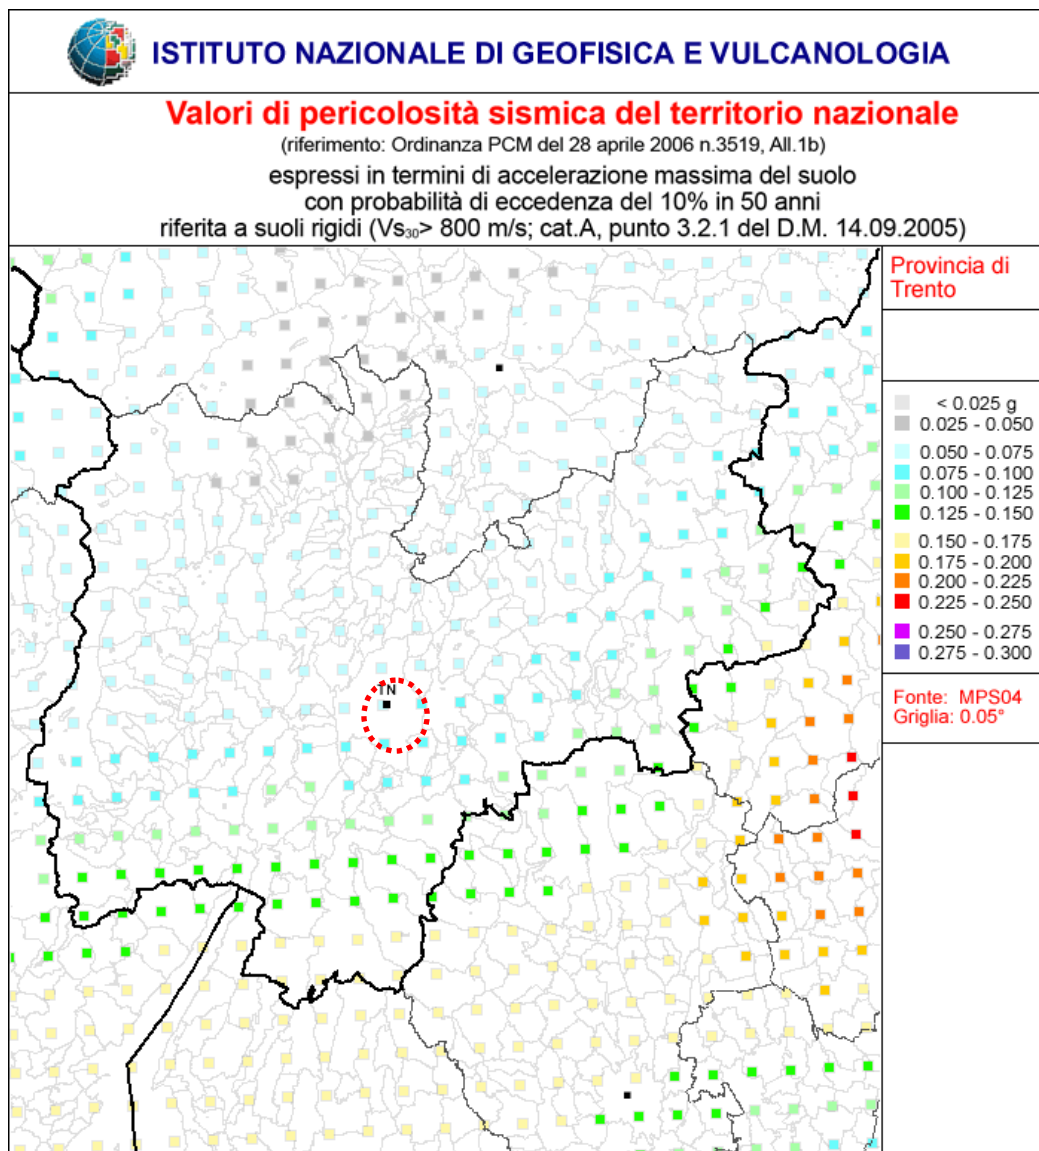 ISTITUTO NAZIONALE DI GEOFISICA E VULCANOLOGIA
Valori di pericolosità sismica del territorio nazionale
(riferimento: Ordinanza PCM del 28 aprile 2006 n.3519, All.1b)
espressi in termini di accelerazione massima del suolo
con probabilità di eccedenza del 10% in 50 anni
riferita a suoli rigidi (Vs₃₀> 800 m/s; cat.A, punto 3.2.1 del D.M. 14.09.2005)
Provincia di
Trento
< 0.025 g
0.025 - 0.050
0.050 - 0.075
0.075 - 0.100
0.100 - 0.125
0.125 - 0.150
0.150 - 0.175
0.175 - 0.200
0.200 - 0.225
0.225 - 0.250
0.250 - 0.275
0.275 - 0.300
Fonte: MPS04
Griglia: 0.05°
TN